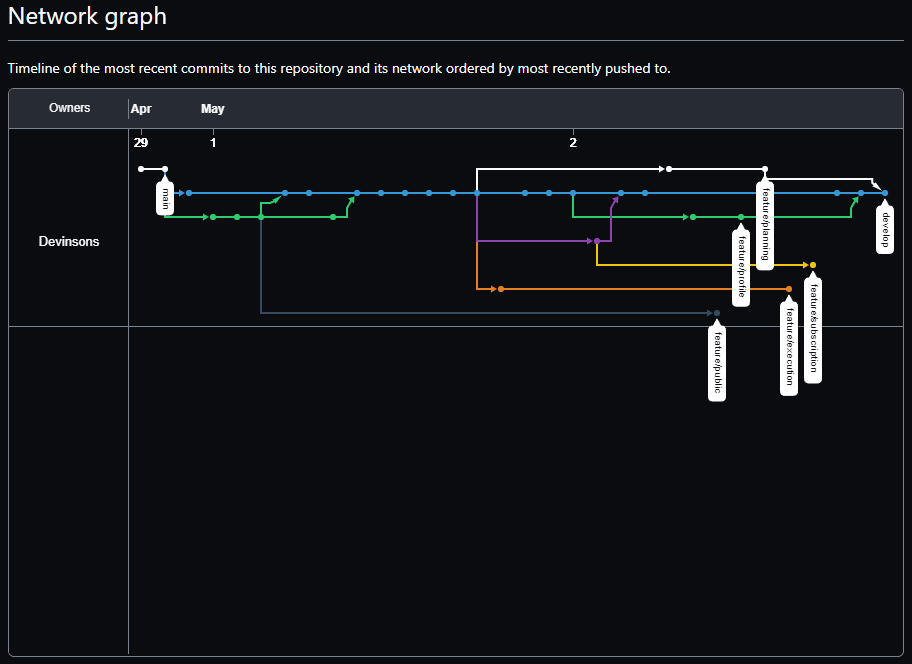 Network graph
Timeline of the most recent commits to this repository and its network ordered by most recently pushed to.
Owners
Apr
May
29
1
2
Devinsons
main
feature/planning
develop
feature/profile
feature/subscription
feature/execution
feature/public